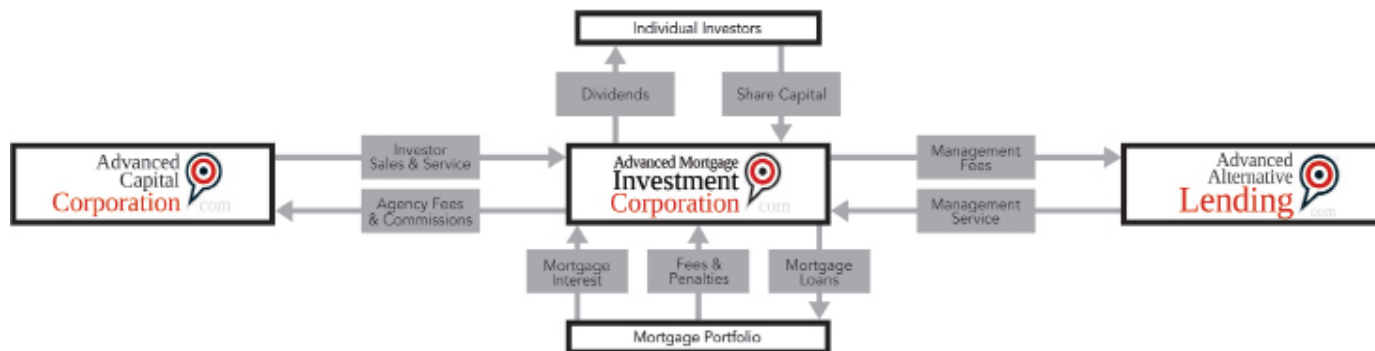 Individual Investors
Dividends
Share Capital
Advanced
Capital
Corporation
com
Investor
Sales & Service
Agency Fees
& Commissions
Advanced Mortgage
Investment
Corporation
com
Management
Fees
Management
Service
Advanced
Alternative
Lending
com
Mortgage
Interest
Fees &
Penalties
Mortgage
Loans
Mortgage Portfolio